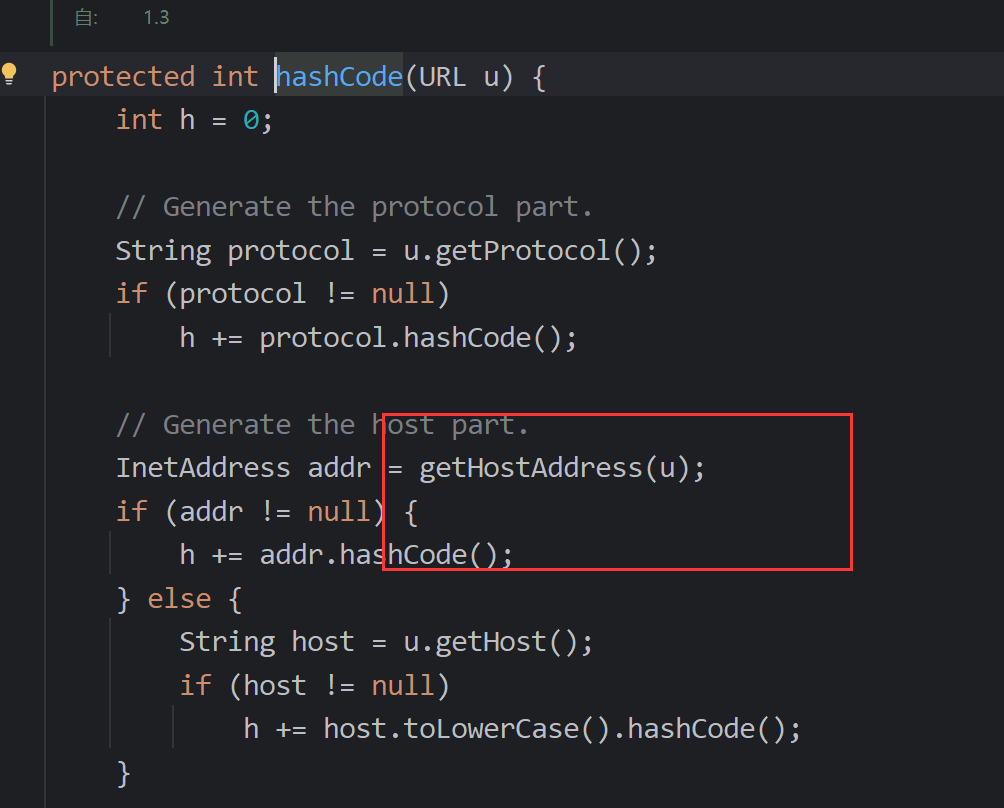 自:    1.3
protected int hashCode(URL u) {
    int h = 0;
    // Generate the protocol part.
    String protocol = u.getProtocol();
    if (protocol != null)
        h += protocol.hashCode();
    // Generate the host part.
    InetAddress addr = getHostAddress(u);
    if (addr != null) {
        h += addr.hashCode();
    } else {
        String host = u.getHost();
        if (host != null)
            h += host.toLowerCase().hashCode();
    }